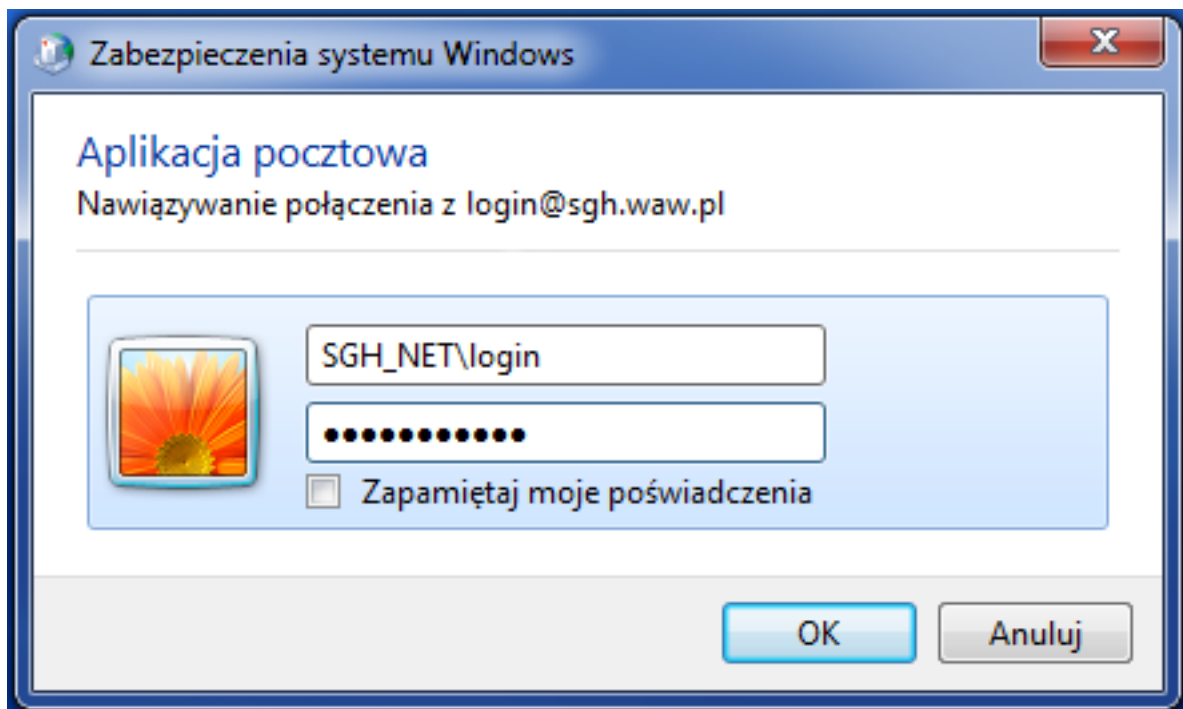 Zabezpieczenia systemu Windows
Aplikacja pocztowa
Nawiązywanie połączenia z login@sgh.waw.pl
SGH_NET\login
●●●●●●●●●●●
Zapamiętaj moje poświadczenia
OK Anuluj